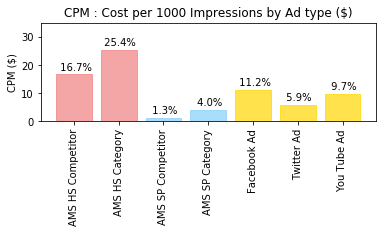 CPM : Cost per 1000 Impressions by Ad type ($)
CPM ($)
30
20
10
0
16.7%
25.4%
1.3%
4.0%
11.2%
5.9%
9.7%
AMS HS Competitor
AMS HS Category
AMS SP Competitor
AMS SP Category
Facebook Ad
Twitter Ad
You Tube Ad